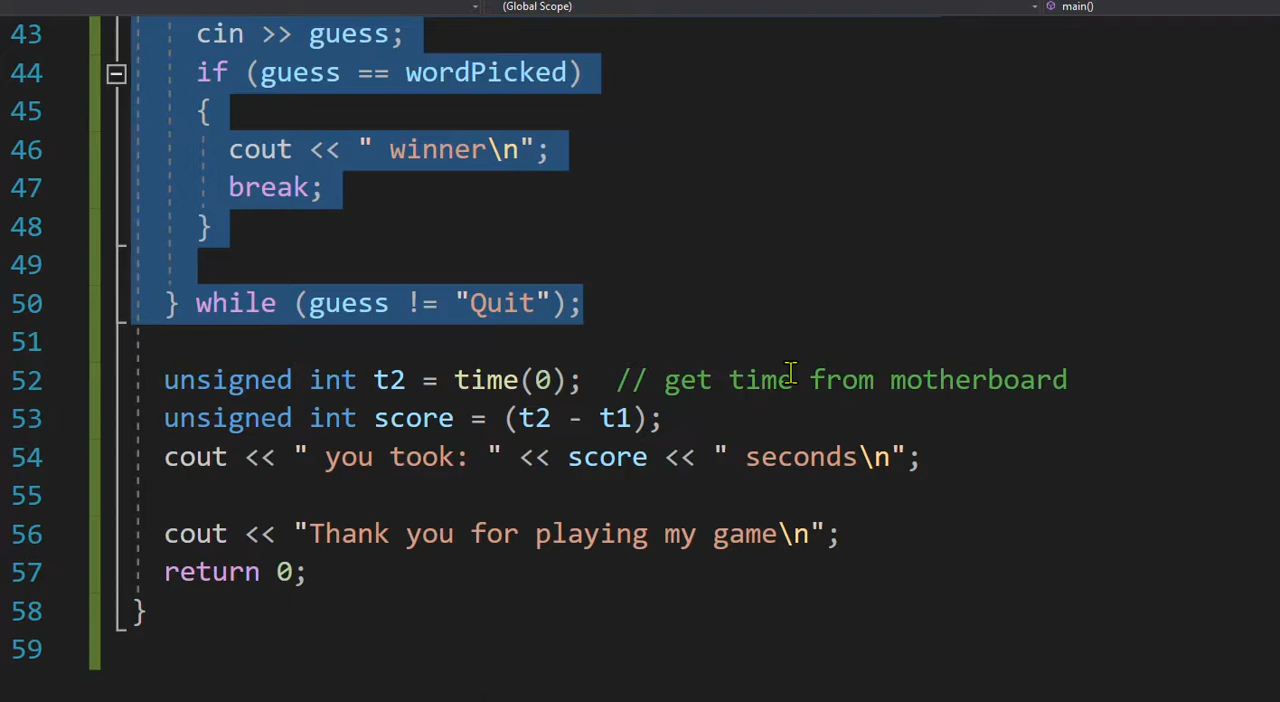 (Global Scope) main()
43 cin >> guess;
44 if (guess == wordPicked)
45 {
46 cout << " winner\n";
47 break;
48 }
49
50 } while (guess != "Quit");
51
52 unsigned int t2 = time(0); // get time from motherboard
53 unsigned int score = (t2 - t1);
54 cout << " you took: " << score << " seconds\n";
55
56 cout << "Thank you for playing my game\n";
57 return 0;
58 }
59